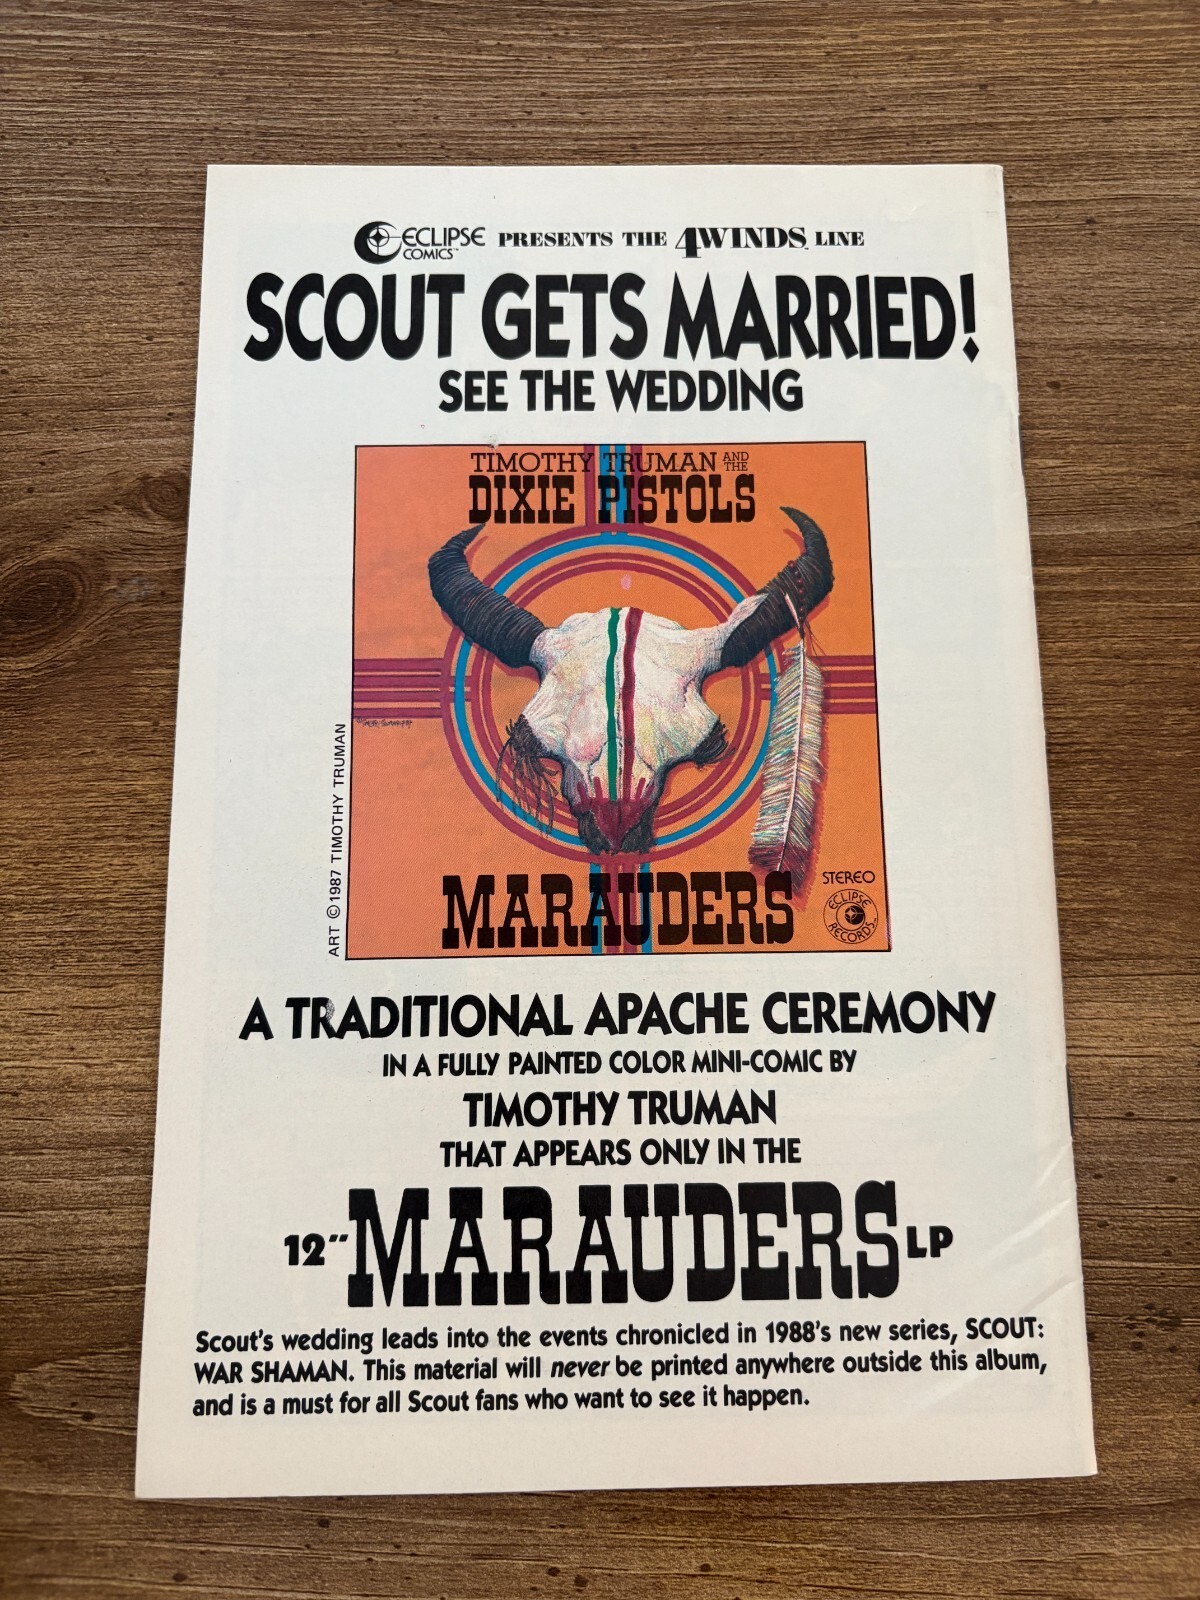 ECLIPSE COMICS™ PRESENTS THE 4WINDS™ LINE
SCOUT GETS MARRIED!
SEE THE WEDDING
TIMOTHY TRUMAN AND THE
DIXIE PISTOLS
MARAUDERS
STEREO
ECLIPSE RECORDS™
ART ©1987 TIMOTHY TRUMAN
A TRADITIONAL APACHE CEREMONY
IN A FULLY PAINTED COLOR MINI-COMIC BY
TIMOTHY TRUMAN
THAT APPEARS ONLY IN THE
12" MARAUDERS LP
Scout's wedding leads into the events chronicled in 1988's new series, SCOUT:
WAR SHAMAN. This material will never be printed anywhere outside this album,
and is a must for all Scout fans who want to see it happen.